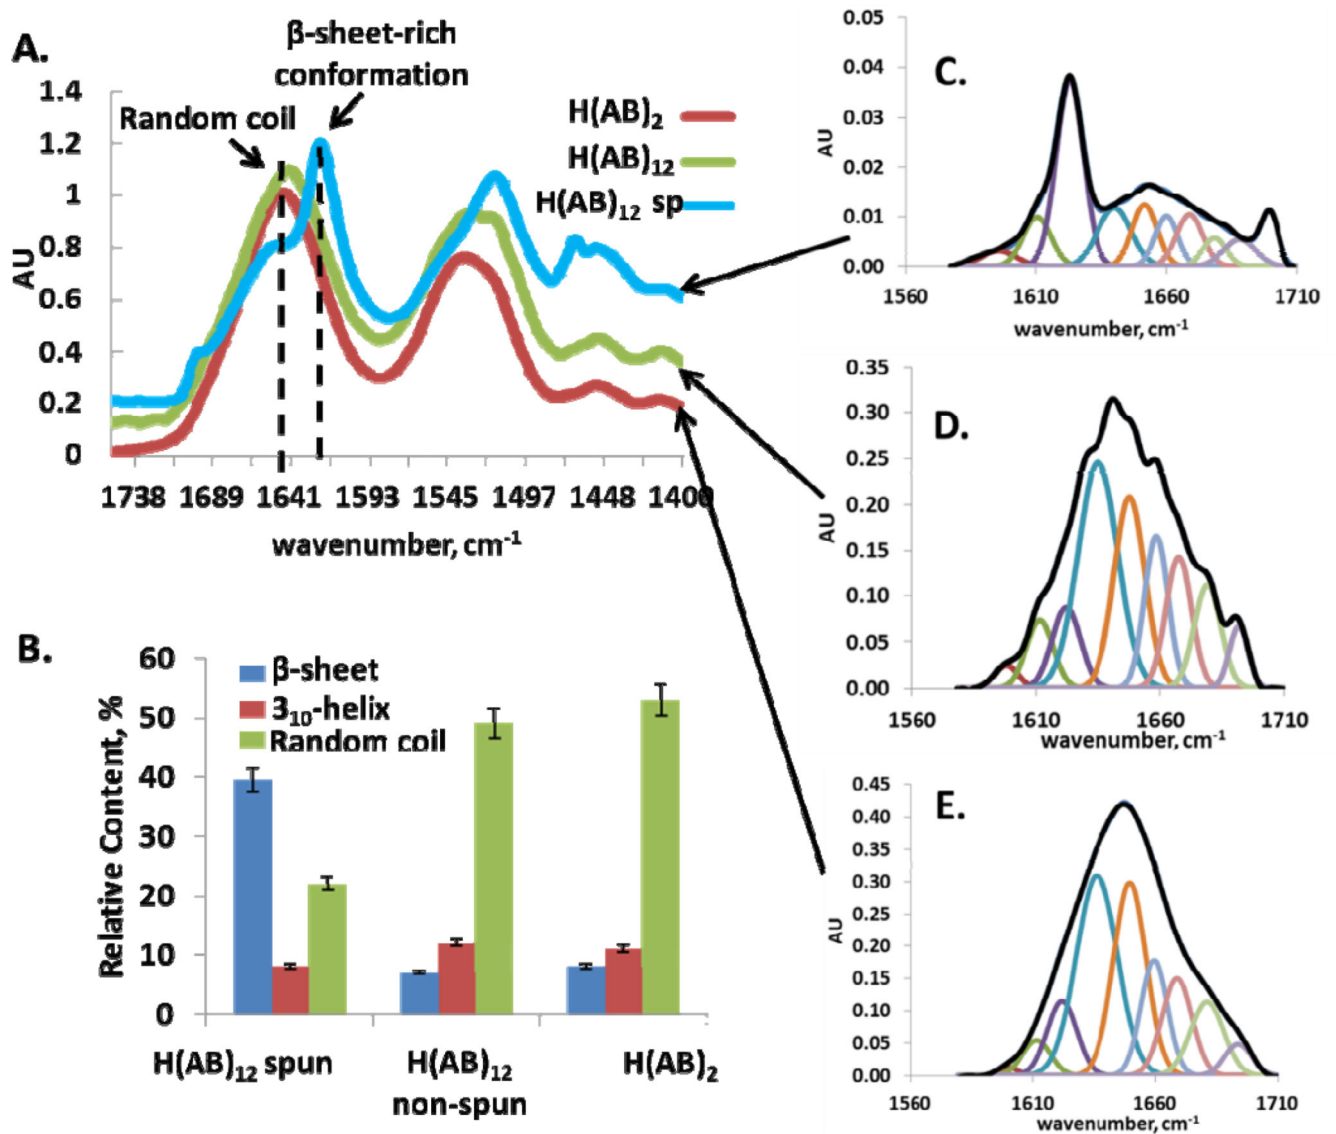 A.
β-sheet-rich
conformation
Random coil
H(AB)₂
H(AB)₁₂
H(AB)₁₂ sp
1.4
1.2
1
0.8
0.6
0.4
0.2
0
AU
1738 1689 1641 1593 1545 1497 1448 1400
wavenumber, cm⁻¹
B.
β-sheet
3₁₀-helix
Random coil
60
50
40
30
20
10
0
Relative Content, %
H(AB)₁₂ spun
H(AB)₁₂
non-spun
H(AB)₂
C.
0.05
0.04
0.03
0.02
0.01
0.00
AU
1560 1610 1660 1710
wavenumber, cm⁻¹
D.
0.35
0.30
0.25
0.20
0.15
0.10
0.05
0.00
AU
1560 1610 1660 1710
wavenumber, cm⁻¹
E.
0.45
0.40
0.35
0.30
0.25
0.20
0.15
0.10
0.05
0.00
AU
1560 1610 1660 1710
wavenumber, cm⁻¹